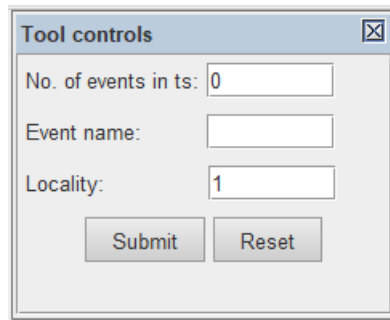 Tool controls
No. of events in ts: 0
Event name:
Locality: 1
Submit Reset